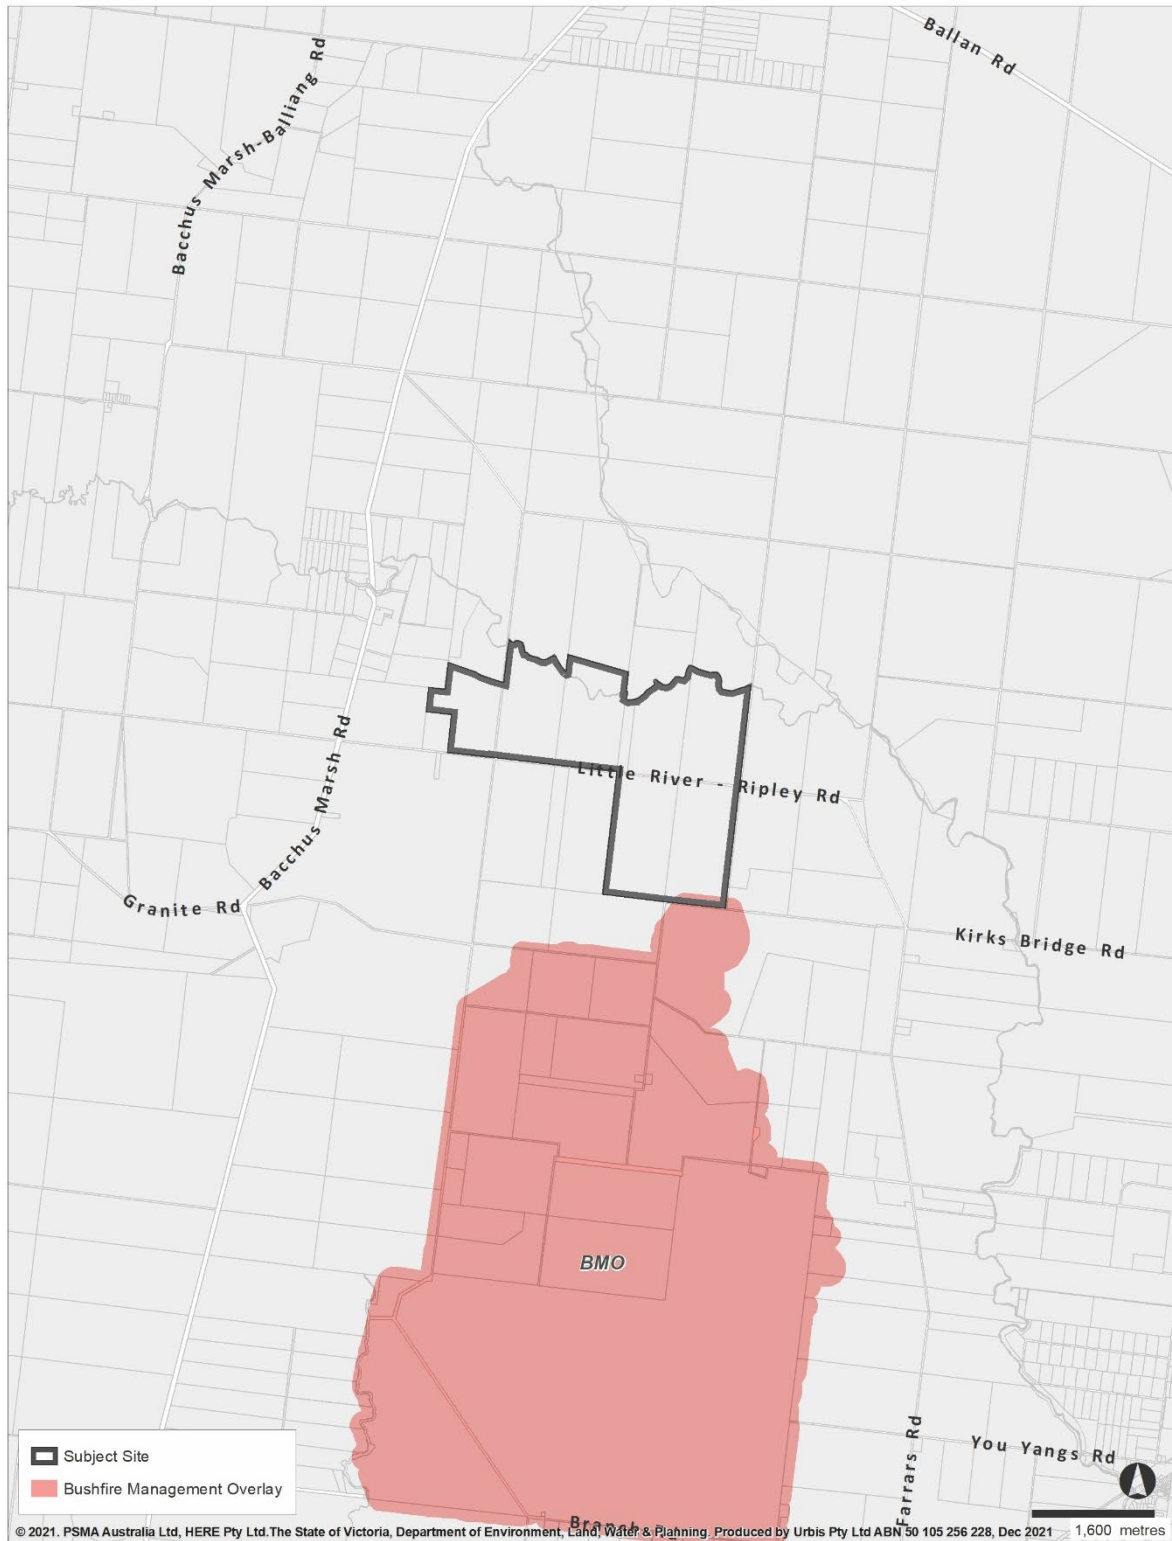 Ballan Rd
Bacchus Marsh-Balliang Rd
Little River - Ripley Rd
Bacchus Marsh Rd
Granite Rd
Kirks Bridge Rd
BMO
You Yangs Rd
Farrars Rd
Subject Site
Bushfire Management Overlay
Branch
© 2021. PSMA Australia Ltd, HERE Pty Ltd.The State of Victoria, Department of Environment, Land, Water & Planning. Produced by Urbis Pty Ltd ABN 50 105 256 228, Dec 2021
1,600 metres